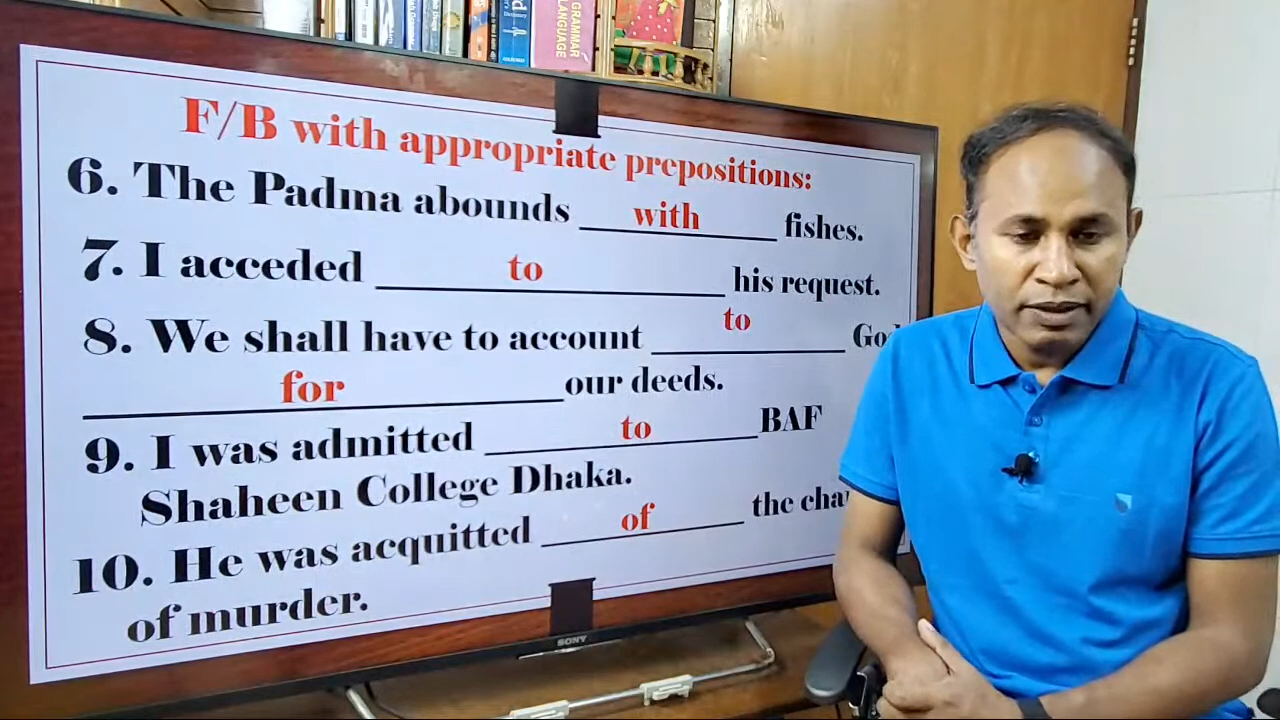 GRAMMAR
LANGUAGE
F/B with appropriate prepositions:
6. The Padma abounds with fishes.
7. I acceded to his request.
8. We shall have to account to
for our deeds.
9. I was admitted to BAF
Shaheen College Dhaka.
10. He was acquitted of the
of murder.
SONY